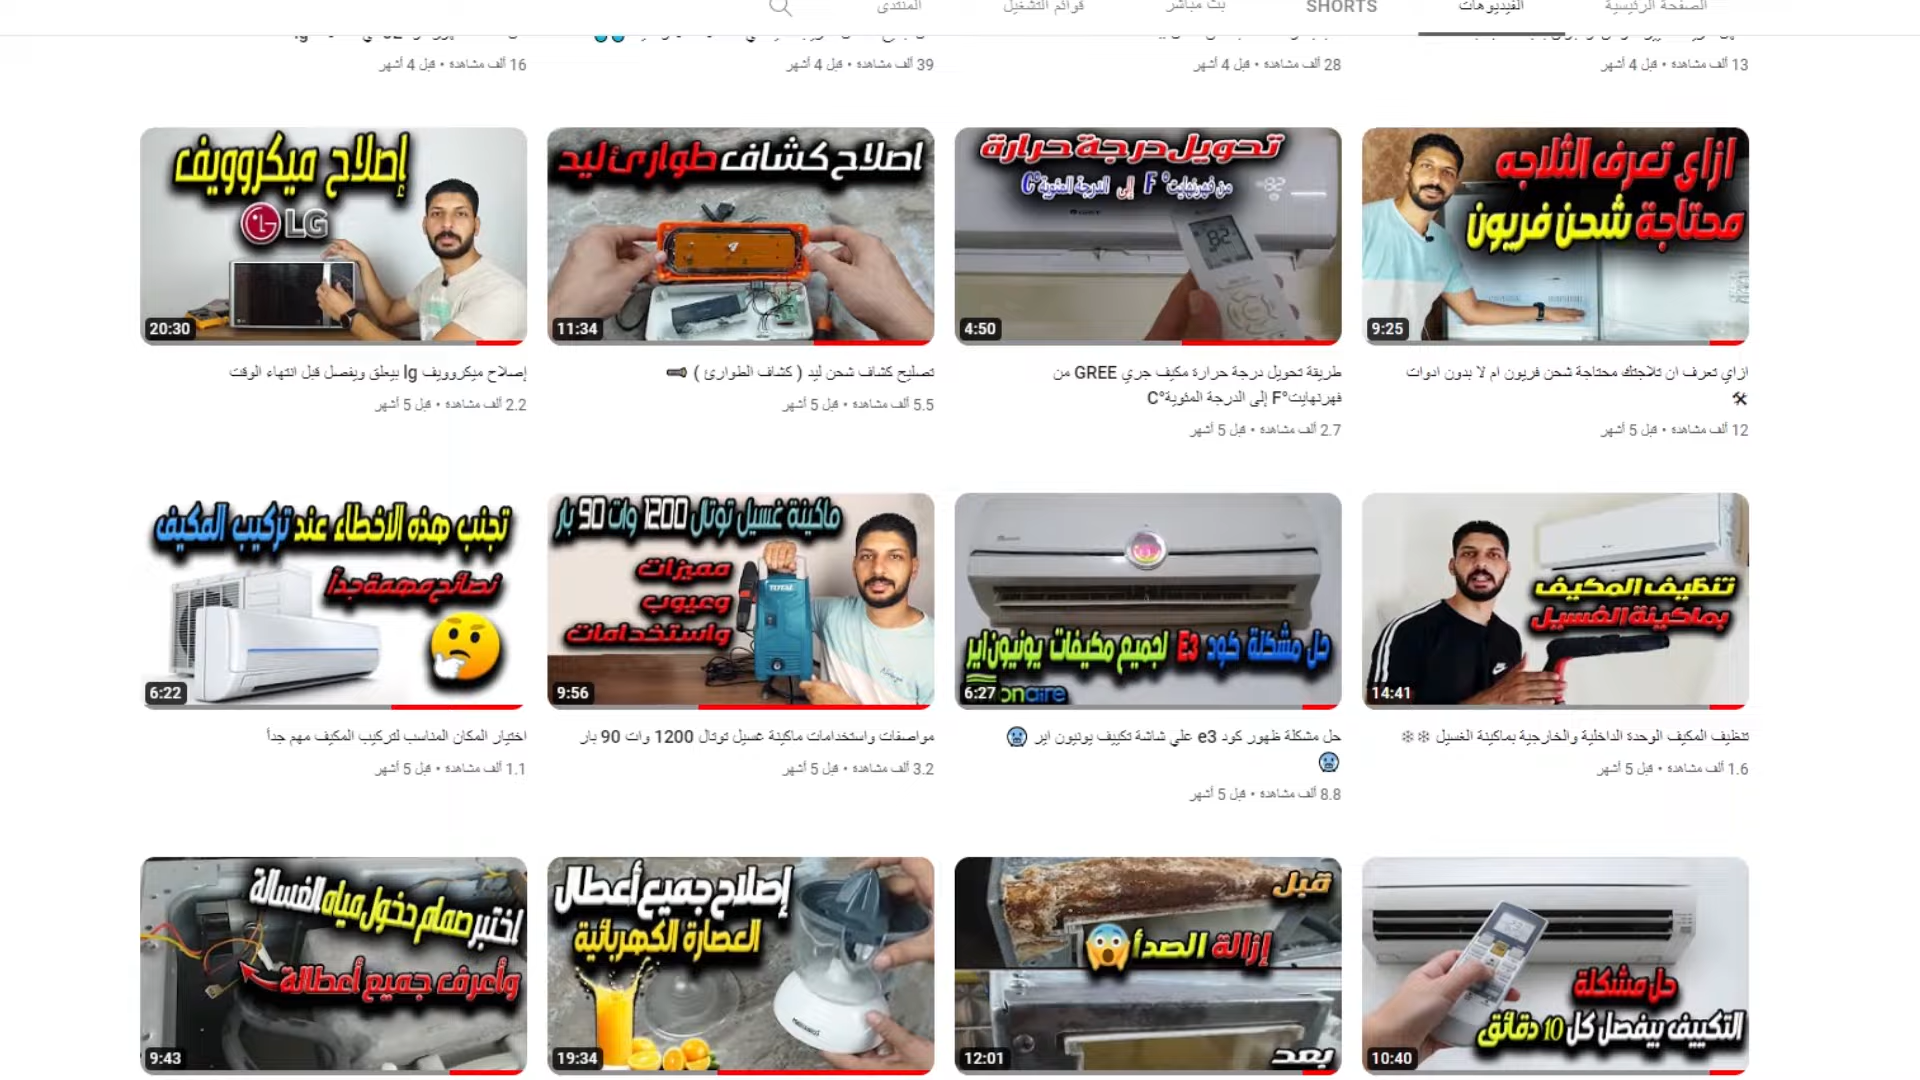 الصفحة الرئيسية
الفيديوهات
SHORTS
بث مباشر
قوائم التشغيل
المنتدى
13 ألف مشاهدة • قبل 4 أشهر
28 ألف مشاهدة • قبل 4 أشهر
39 ألف مشاهدة • قبل 4 أشهر
16 ألف مشاهدة • قبل 4 أشهر
ازاى تعرف الثلاجه
محتاجة شحن فريون
9:25
ازاي تعرف ان تلاجتك محتاجة شحن فريون ام لا بدون ادوات
12 ألف مشاهدة • قبل 5 أشهر
تحويل درجة حرارة
من فهرنهايت° F إلى الدرجة المئوية°C
82
4:50
طريقة تحويل درجة حرارة مكيف جري GREE من
فهرنهايت°F إلى الدرجة المئوية°C
2.7 ألف مشاهدة • قبل 5 أشهر
اصلاح كشاف طوارئ ليد
11:34
تصليح كشاف شحن ليد ( كشاف الطوارئ )
5.5 ألف مشاهدة • قبل 5 أشهر
إصلاح ميكروويف
LG
20:30
إصلاح ميكروويف lg بيعلق ويفصل قبل انتهاء الوقت
2.2 ألف مشاهدة • قبل 5 أشهر
تنظيف المكيف
بماكينة الغسيل
14:41
تنظيف المكيف الوحدة الداخلية والخارجية بماكينة الغسيل
1.6 ألف مشاهدة • قبل 5 أشهر
حل مشكلة كود E3 لجميع مكيفات يونيون اير
onaire
6:27
حل مشكلة ظهور كود e3 علي شاشة تكييف يونيون اير
8.8 ألف مشاهدة • قبل 5 أشهر
ماكينة غسيل توتال 1200 وات 90 بار
مميزات
وعيوب
واستخدامات
TOTAL
9:56
مواصفات واستخدامات ماكينة غسيل توتال 1200 وات 90 بار
3.2 ألف مشاهدة • قبل 5 أشهر
تجنب هذه الاخطاء عند تركيب المكيف
نصائح مهمة جداً
6:22
اختيار المكان المناسب لتركيب المكيف مهم جداً
1.1 ألف مشاهدة • قبل 5 أشهر
حل مشكلة
التكييف بيفصل كل 10 دقائق
10:40
قبل
إزالة الصدأ
بعد
12:01
إصلاح جميع أعطال
العصارة الكهربائية
19:34
اختبر صمام دخول مياه الغسالة
وأعرف جميع أعطالة
9:43